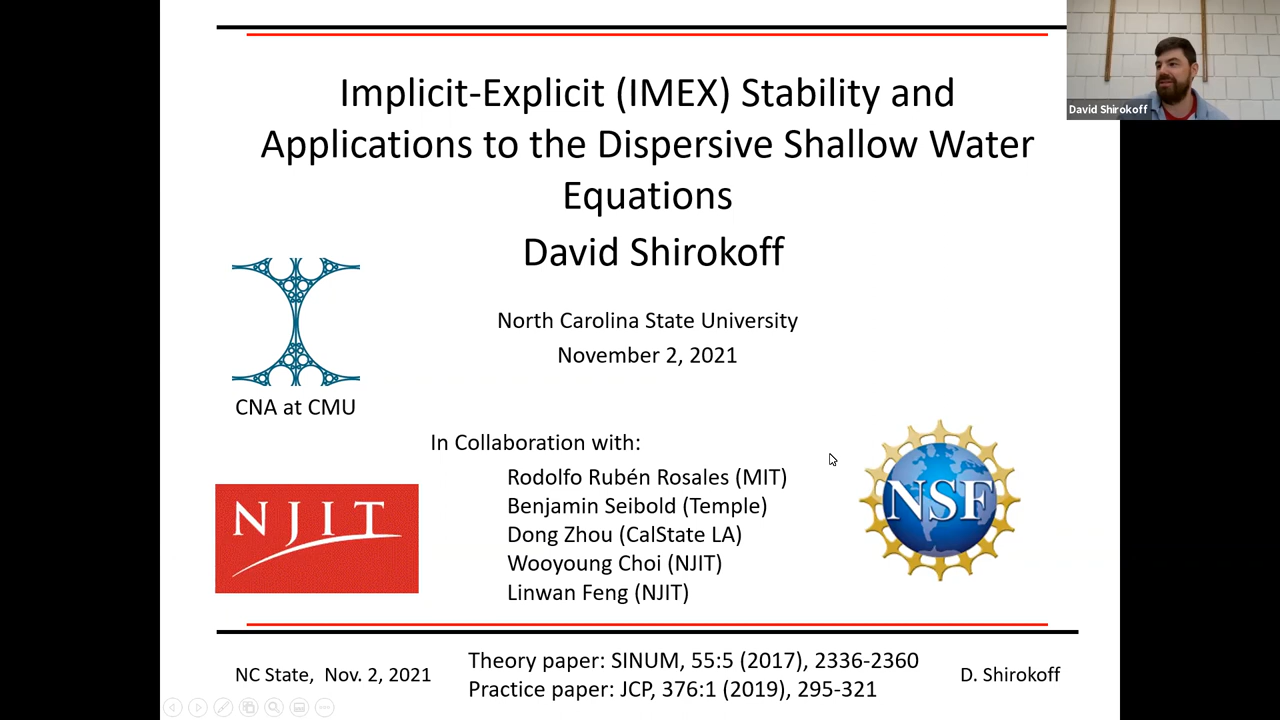 Implicit-Explicit (IMEX) Stability and
Applications to the Dispersive Shallow Water
Equations
David Shirokoff
David Shirokoff
North Carolina State University
November 2, 2021
CNA at CMU
In Collaboration with:
Rodolfo Rubén Rosales (MIT)
Benjamin Seibold (Temple)
Dong Zhou (CalState LA)
Wooyoung Choi (NJIT)
Linwan Feng (NJIT)
NJIT
NSF
NC State, Nov. 2, 2021
Theory paper: SINUM, 55:5 (2017), 2336-2360
Practice paper: JCP, 376:1 (2019), 295-321
D. Shirokoff